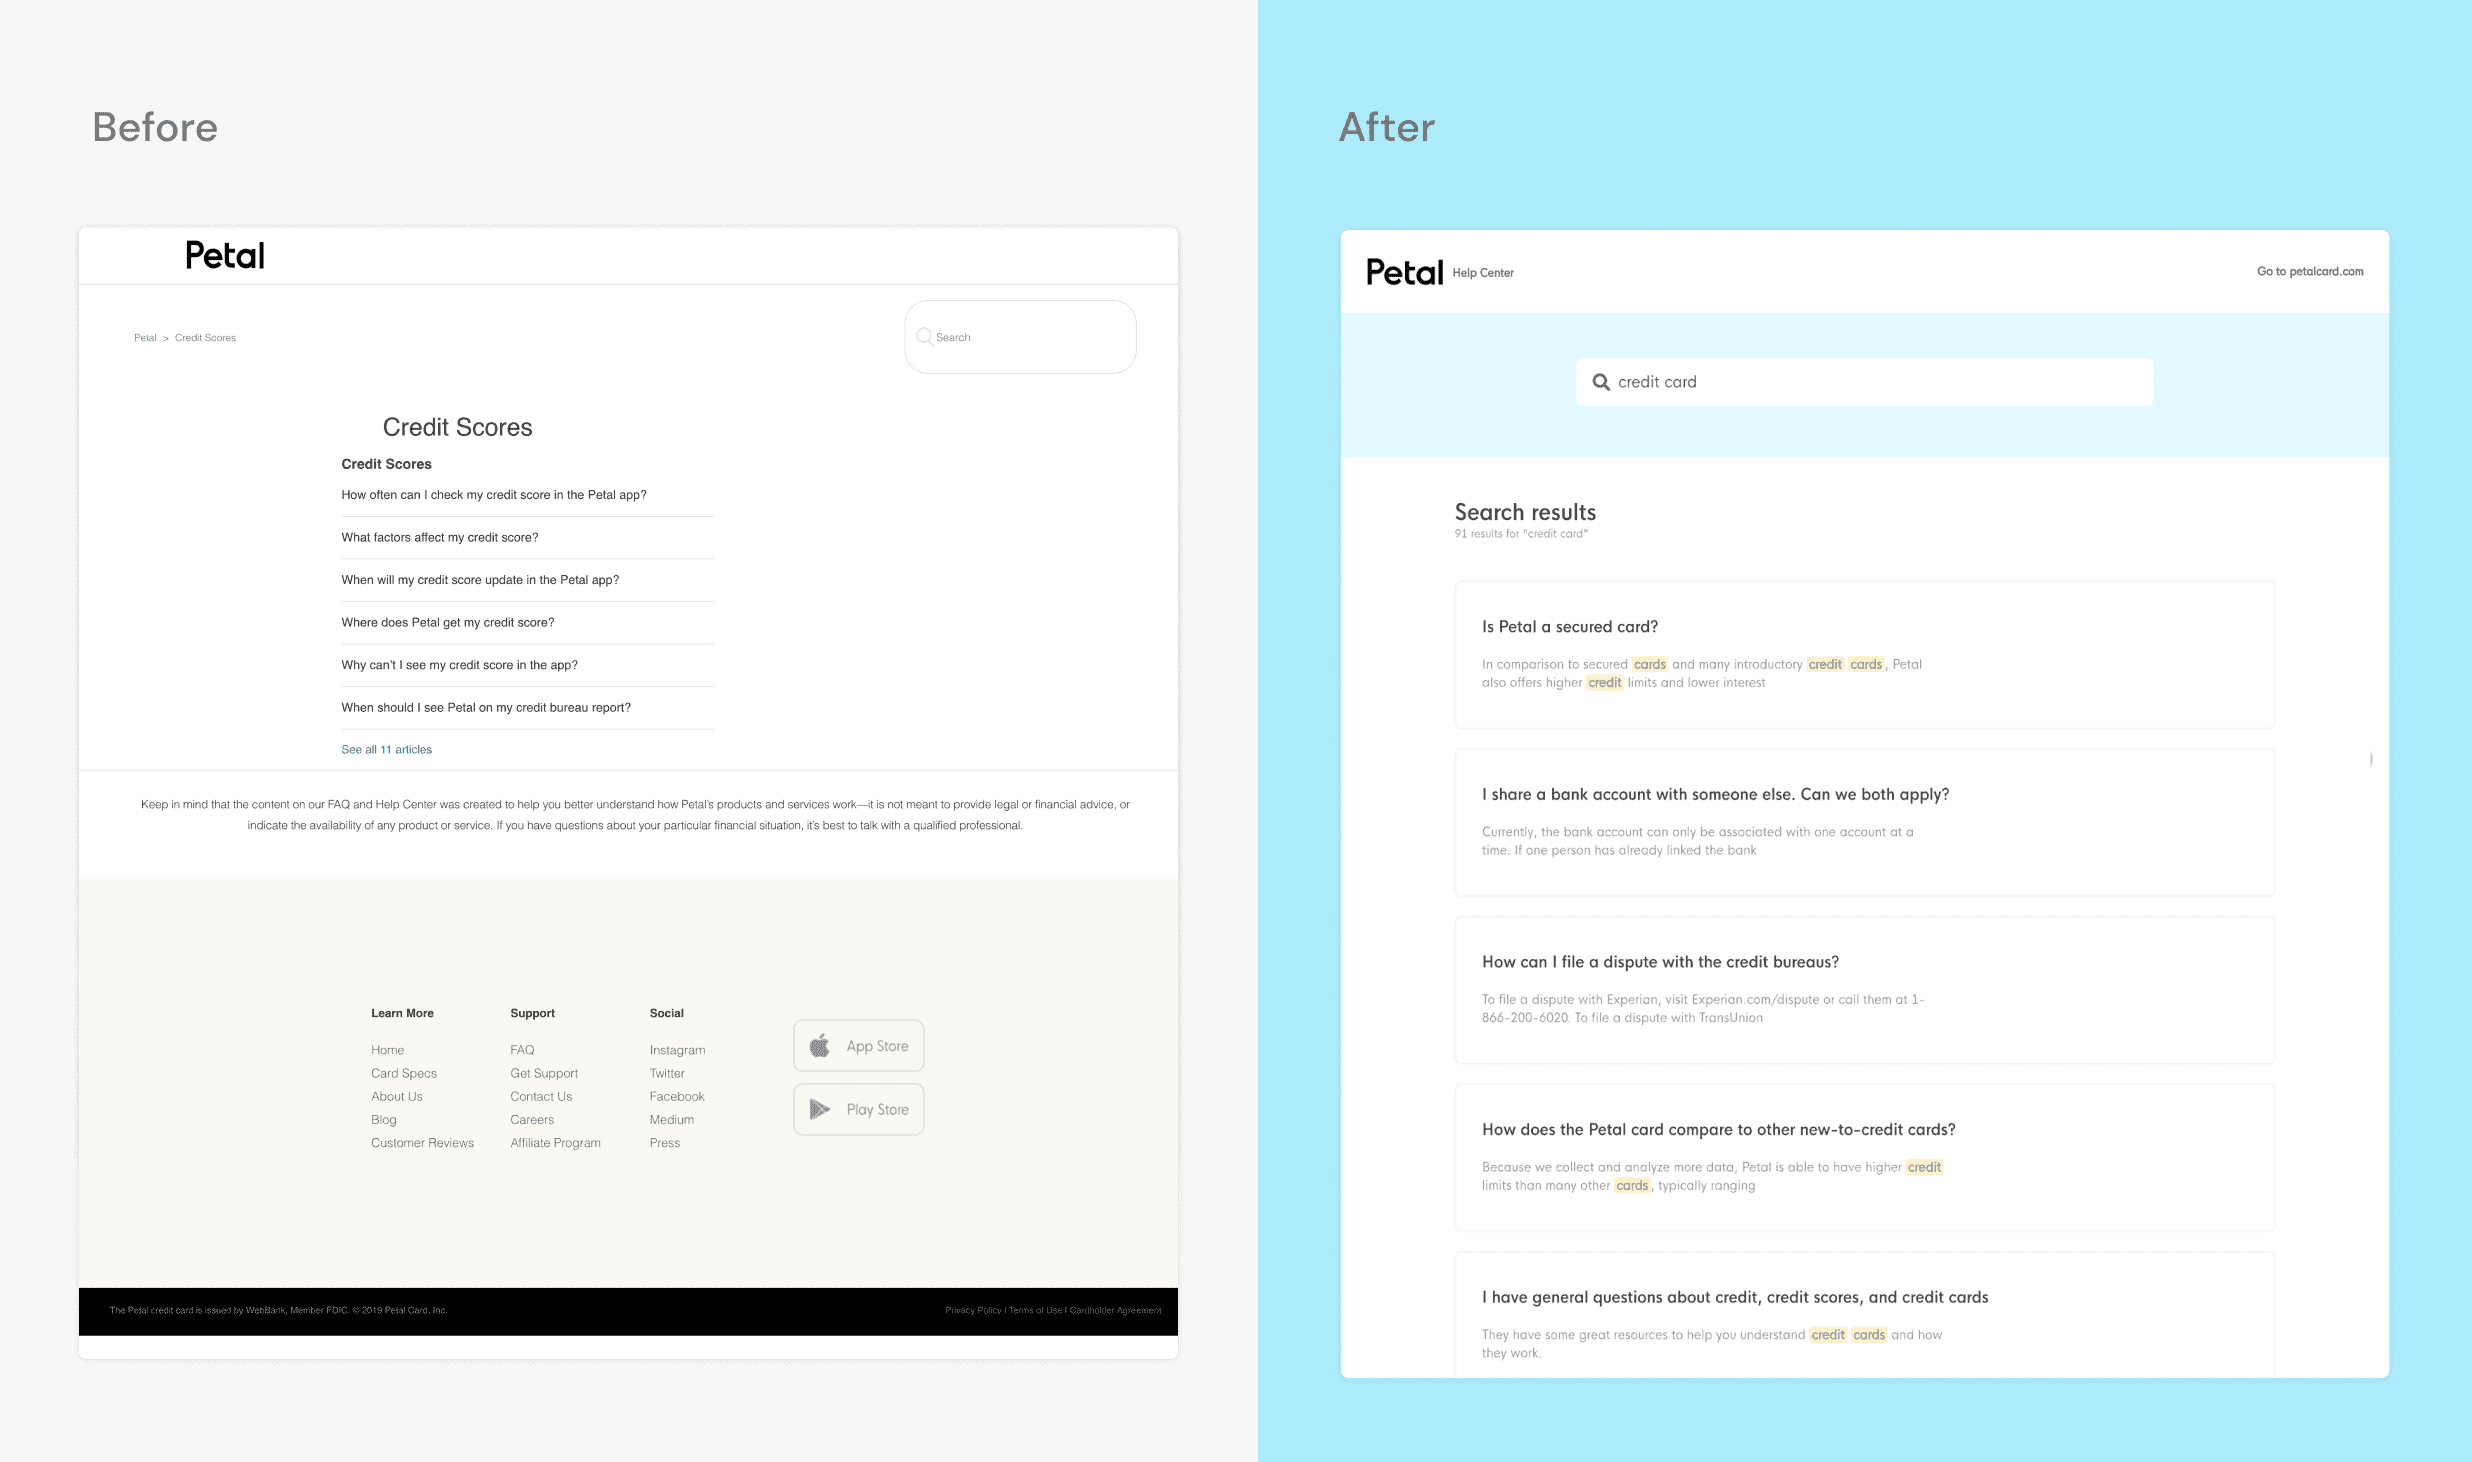 Before
Petal
Petal > Credit Scores
Search
Credit Scores
Credit Scores
How often can I check my credit score in the Petal app?
What factors affect my credit score?
When will my credit score update in the Petal app?
Where does Petal get my credit score?
Why can't I see my credit score in the app?
When should I see Petal on my credit bureau report?
See all 11 articles
Keep in mind that the content on our FAQ and Help Center was created to help you better understand how Petal's products and services work—it is not meant to provide legal or financial advice, or
indicate the availability of any product or service. If you have questions about your particular financial situation, it's best to talk with a qualified professional.
Learn More
Home
Card Specs
About Us
Blog
Customer Reviews
Support
FAQ
Get Support
Contact Us
Careers
Affiliate Program
Social
Instagram
Twitter
Facebook
Medium
Press
App Store
Play Store
The Petal credit card is issued by WebBank, Member FDIC. © 2019 Petal Card, Inc.
Privacy Policy | Terms of Use | Cardholder Agreement
After
Petal Help Center
Go to petalcard.com
credit card
Search results
91 results for "credit card"
Is Petal a secured card?
In comparison to secured cards and many introductory credit cards, Petal
also offers higher credit limits and lower interest
I share a bank account with someone else. Can we both apply?
Currently, the bank account can only be associated with one account at a
time. If one person has already linked the bank
How can I file a dispute with the credit bureaus?
To file a dispute with Experian, visit Experian.com/dispute or call them at 1-
866-200-6020. To file a dispute with TransUnion
How does the Petal card compare to other new-to-credit cards?
Because we collect and analyze more data, Petal is able to have higher credit
limits than many other cards, typically ranging
I have general questions about credit, credit scores, and credit cards
They have some great resources to help you understand credit cards and how
they work.